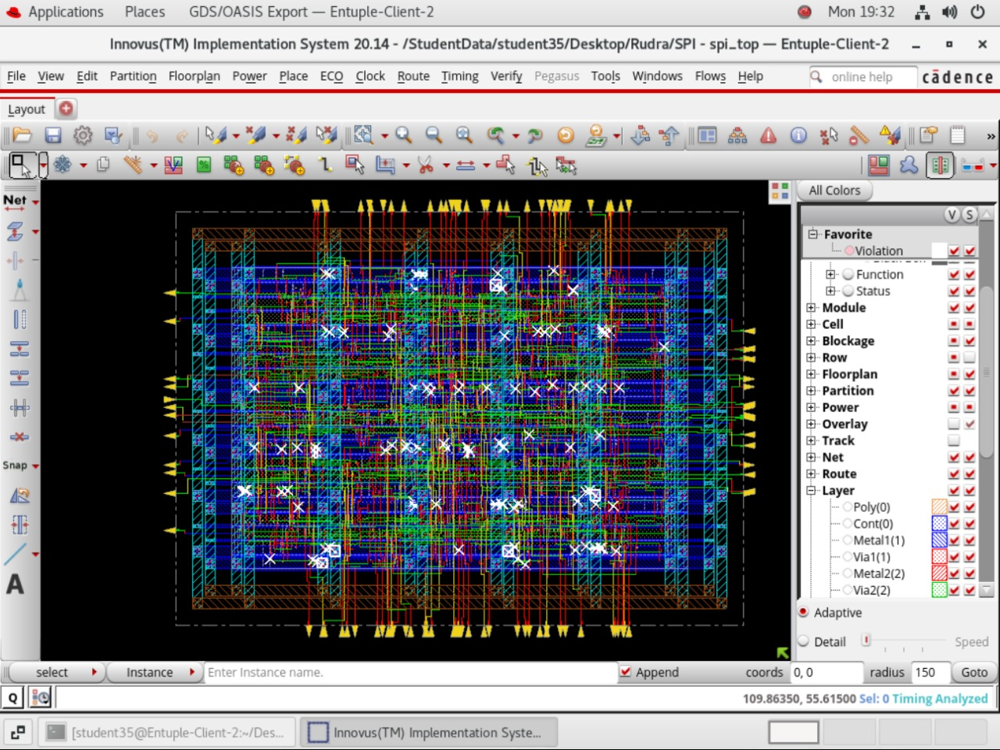 Applications Places GDS/OASIS Export — Entuple-Client-2 Mon 19:32
Innovus(TM) Implementation System 20.14 - /StudentData/student35/Desktop/Rudra/SPI - spi_top — Entuple-Client-2
File View Edit Partition Floorplan Power Place ECO Clock Route Timing Verify Pegasus Tools Windows Flows Help online help cādence
Layout
»
All Colors
Net
V S
Favorite
Violation
Function
Status
Module
Cell
Blockage
Row
Floorplan
Partition
Power
Overlay
Track
Net
Snap
Route
Layer
Poly(0)
Cont(0)
Metal1(1)
Via1(1)
Metal2(2)
A
Via2(2)
Adaptive
Detail Speed
select Instance Enter Instance name. Append coords 0, 0 radius 150 Goto
Q 109.86350, 55.61500 Sel: 0 Timing Analyzed
[student35@Entuple-Client-2:~/Des... Innovus(TM) Implementation Syste...